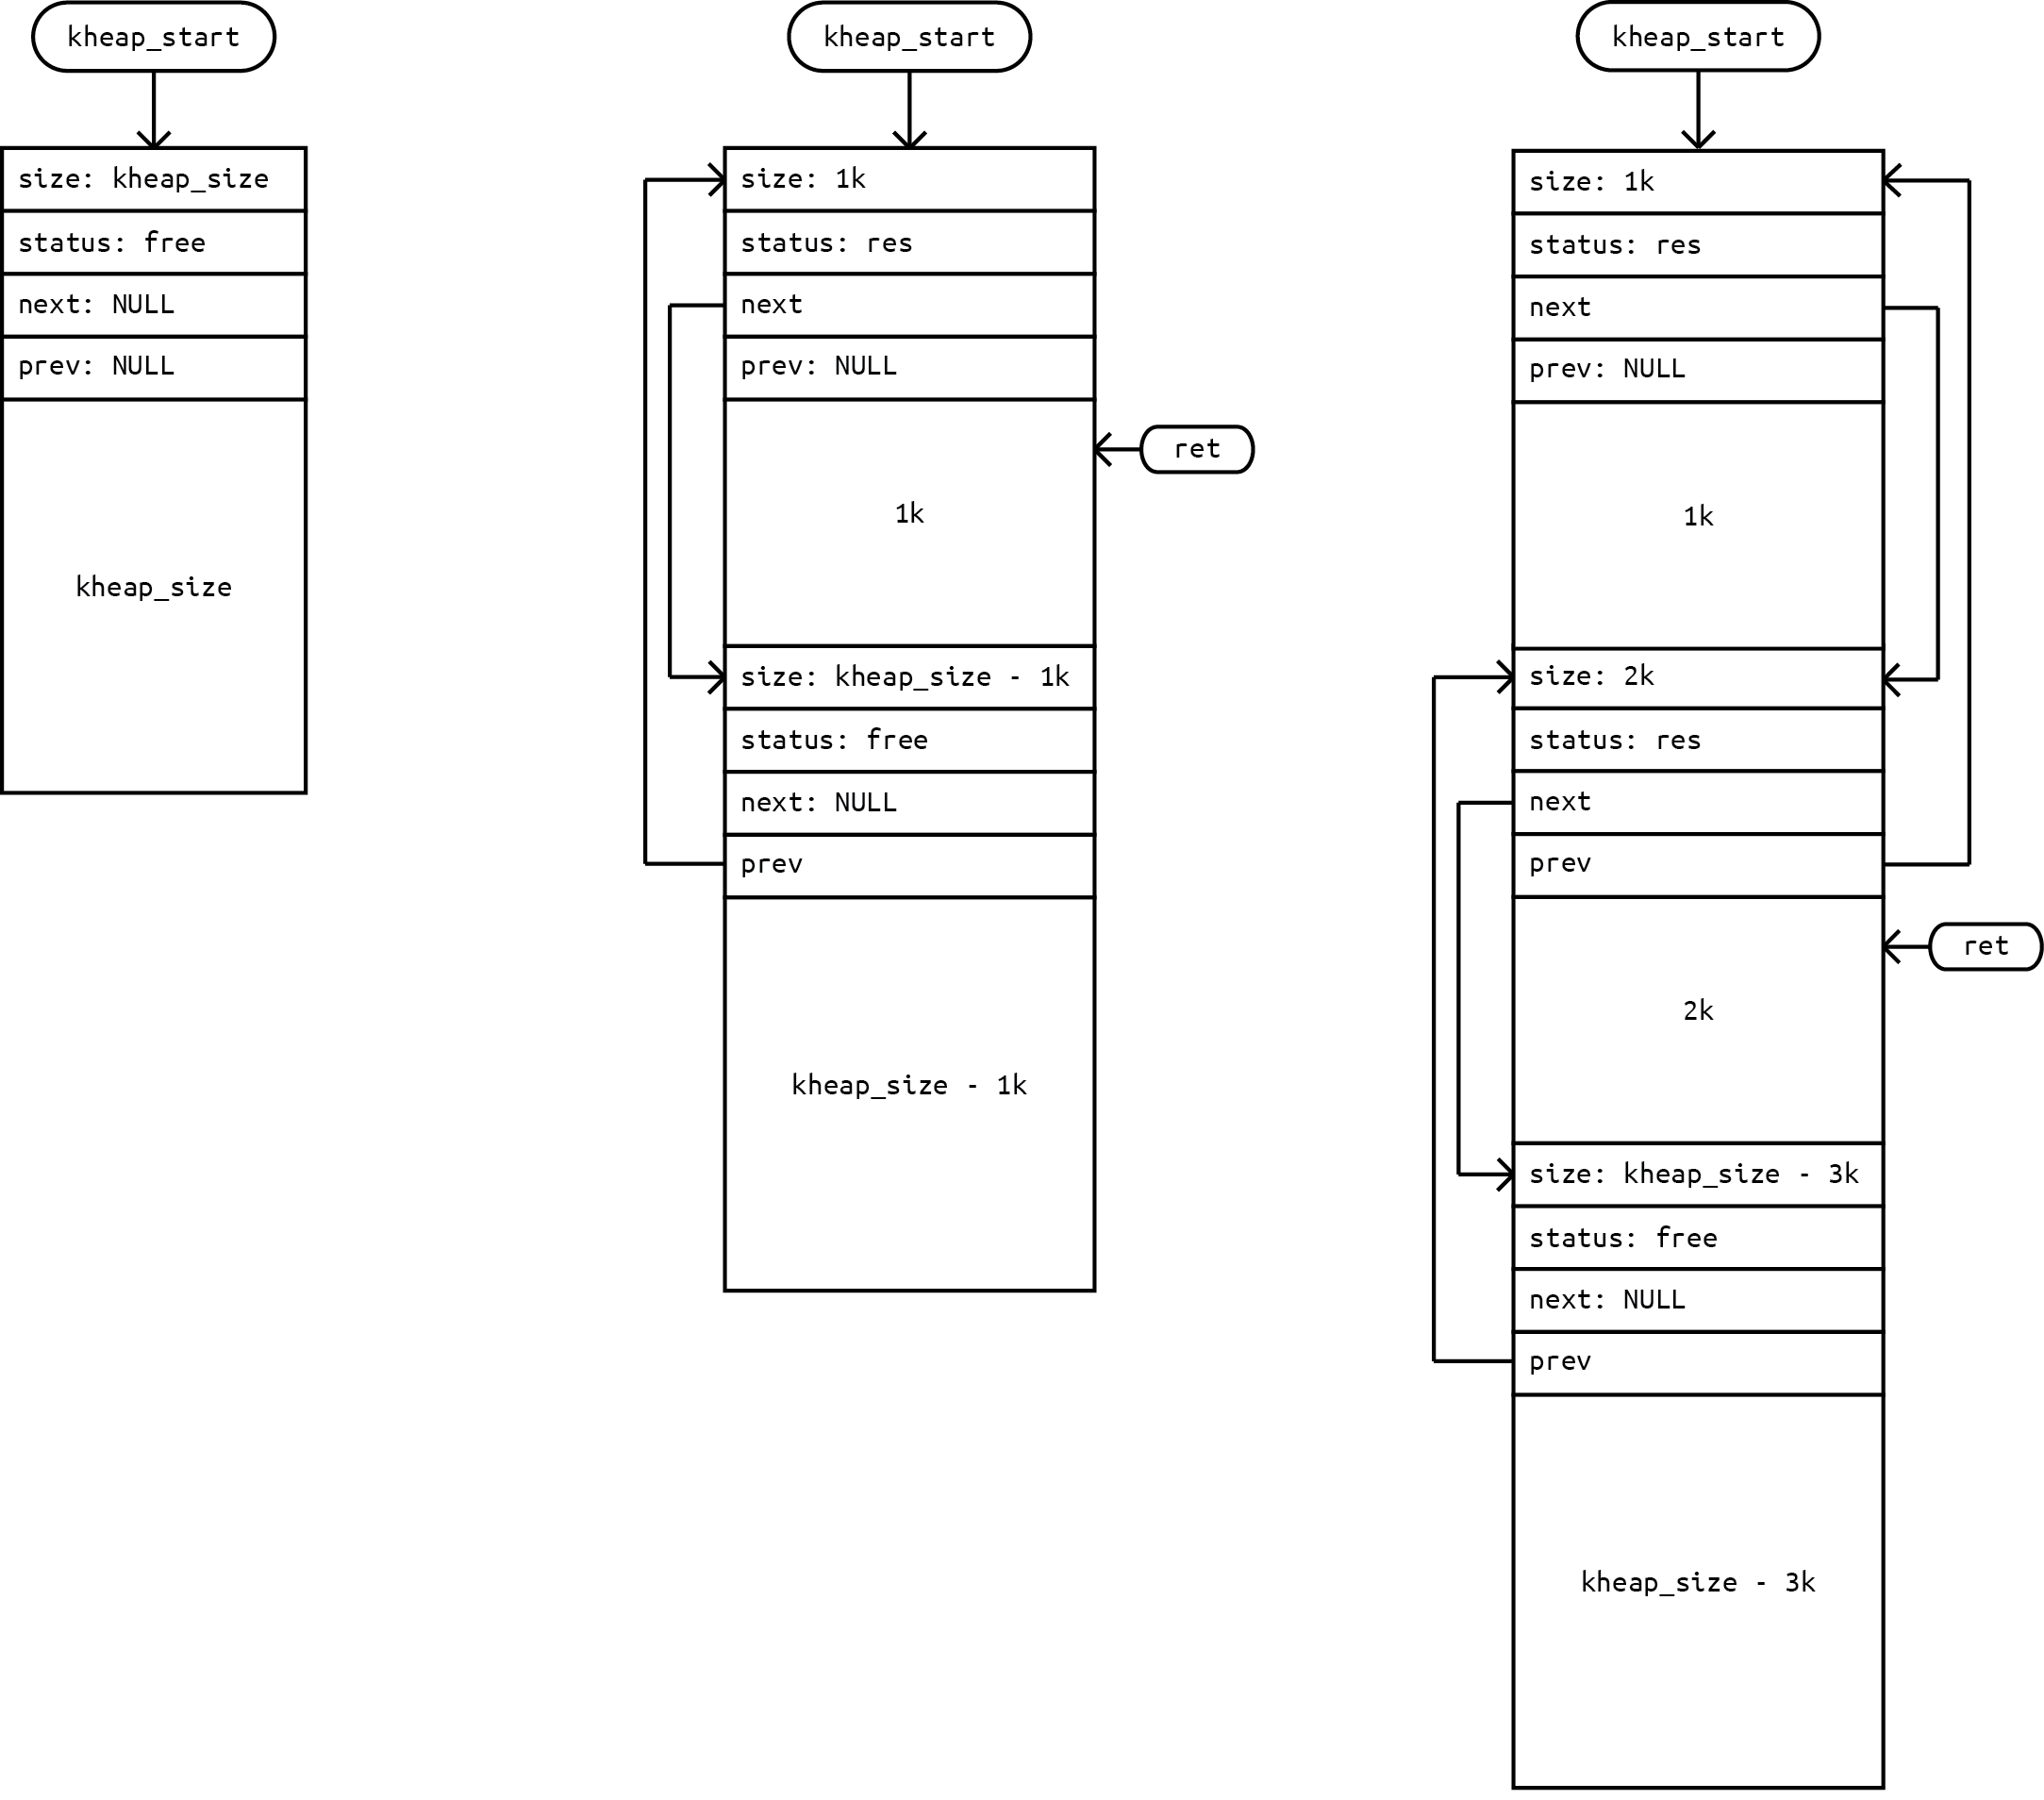 kheap_start
size: kheap_size
status: free
next: NULL
prev: NULL
kheap_size
kheap_start
size: 1k
status: res
next
prev: NULL
ret
1k
size: kheap_size - 1k
status: free
next: NULL
prev
kheap_size - 1k
kheap_start
size: 1k
status: res
next
prev: NULL
1k
size: 2k
status: res
next
prev
ret
2k
size: kheap_size - 3k
status: free
next: NULL
prev
kheap_size - 3k